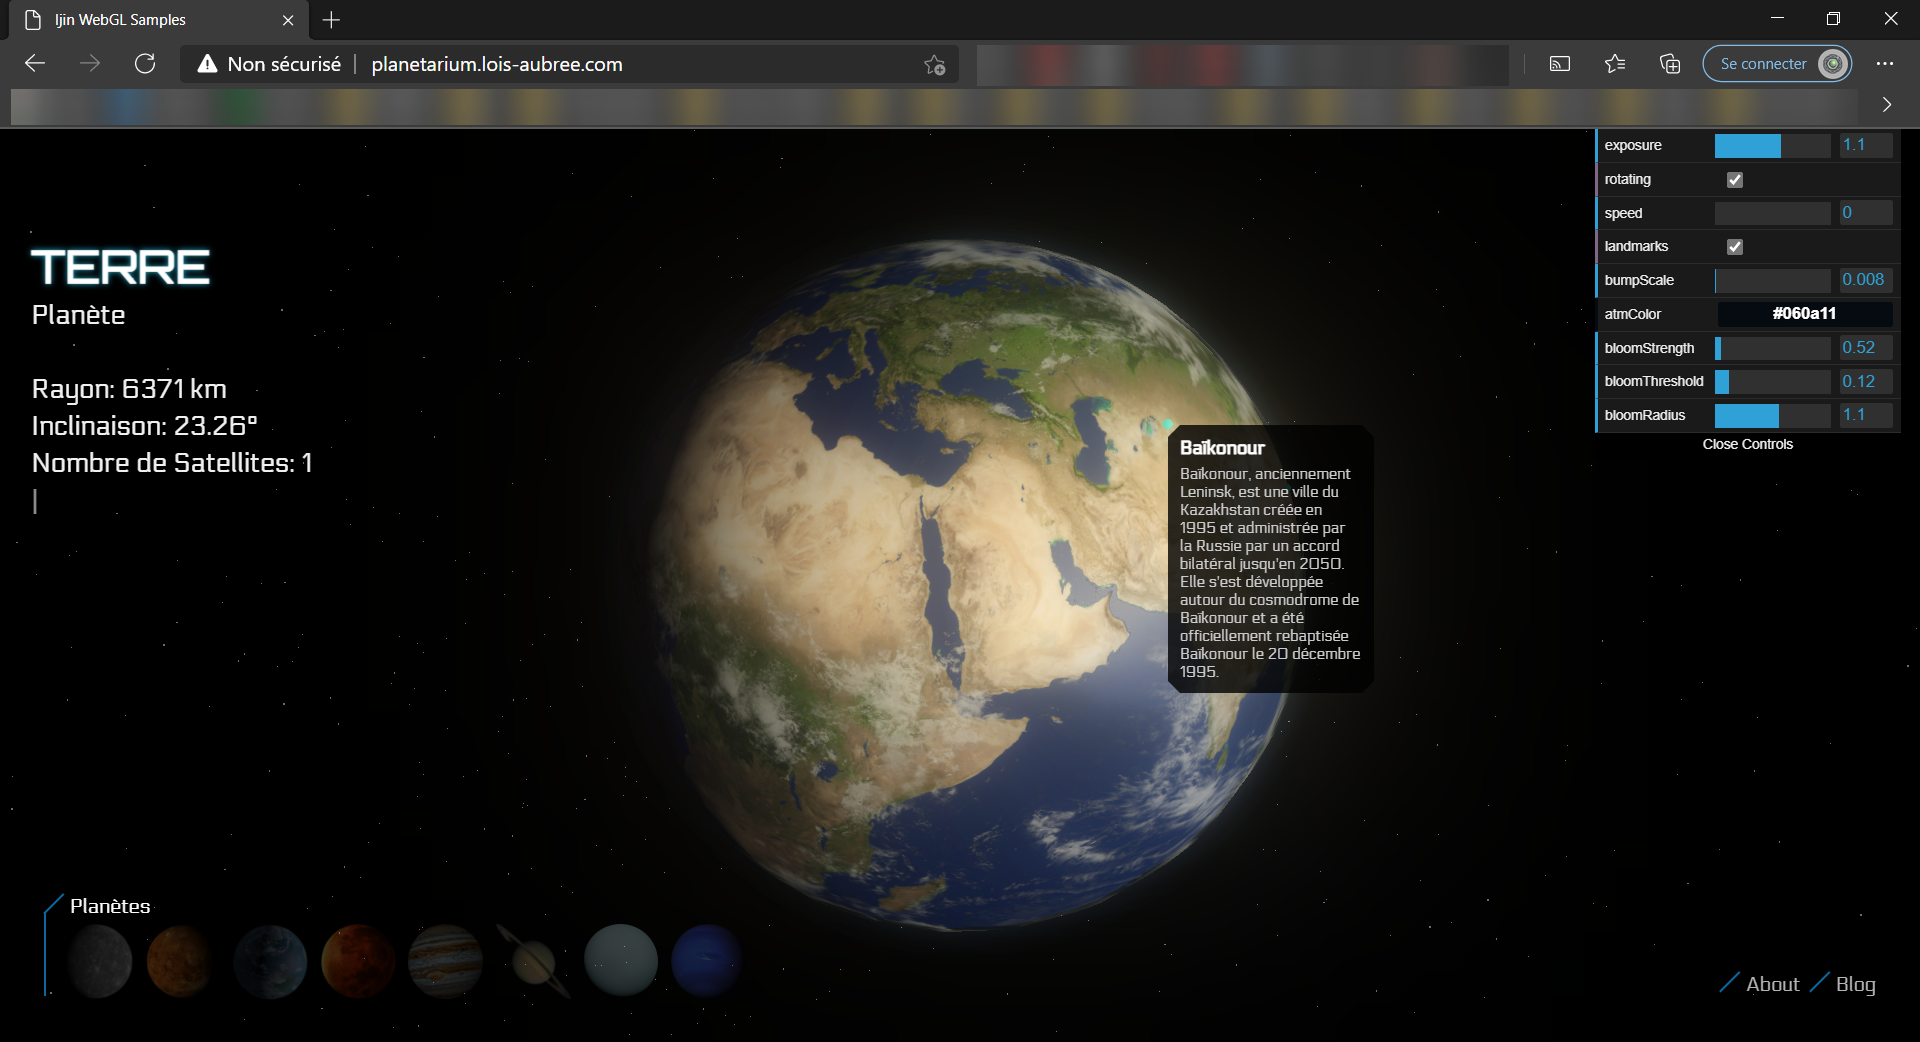 Ijin WebGL Samples
Non sécurisé
planetarium.lois-aubree.com
Se connecter
exposure 1.1
rotating
speed 0
landmarks
bumpScale 0.008
atmColor #060a11
bloomStrength 0.52
bloomThreshold 0.12
bloomRadius 1.1
Close Controls
TERRE
Planète
Rayon: 6371 km
Inclinaison: 23.26°
Nombre de Satellites: 1
Baïkonour
Baïkonour, anciennement
Leninsk, est une ville du
Kazakhstan créée en
1995 et administrée par
la Russie par un accord
bilatéral jusqu'en 2050.
Elle s'est développée
autour du cosmodrome de
Baïkonour et a été
officiellement rebaptisée
Baïkonour le 20 décembre
1995.
Planètes
About
Blog